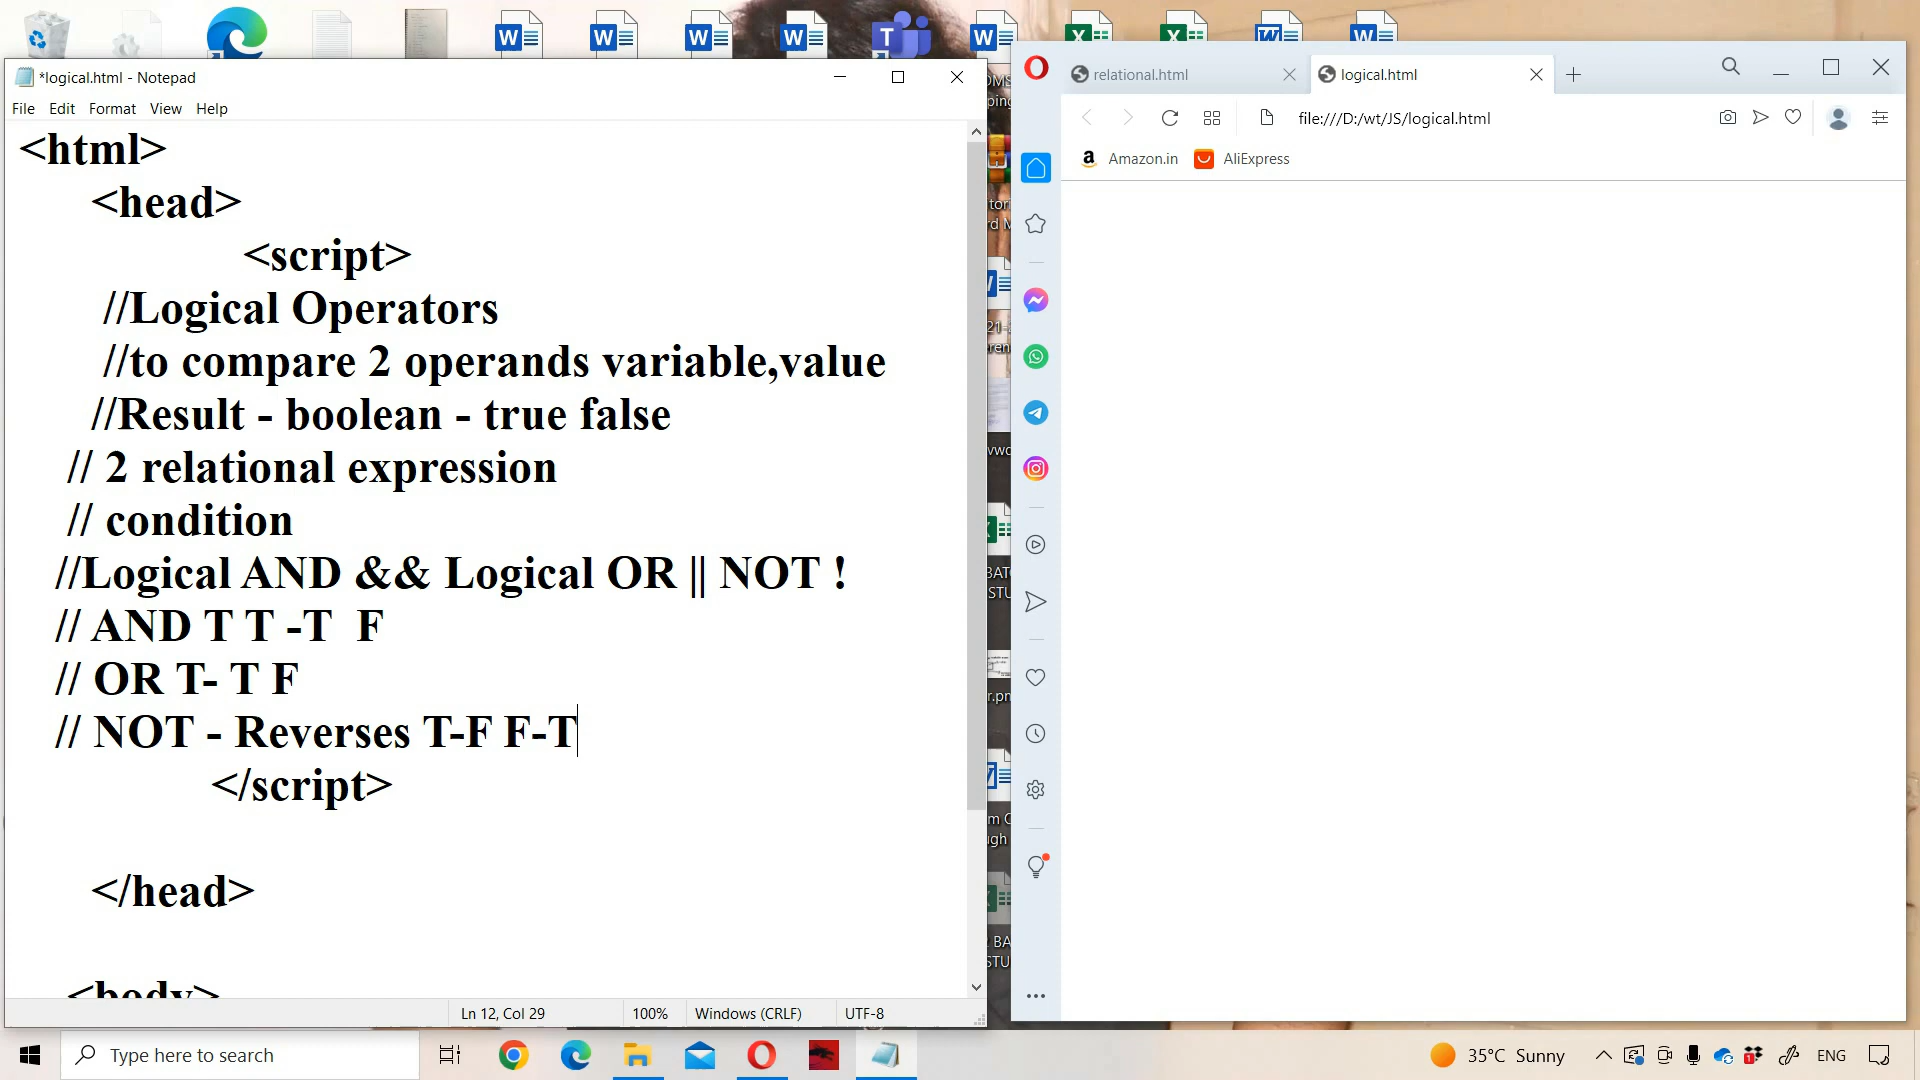 *logical.html - Notepad
File Edit Format View Help
<html>
<head>
<script>
//Logical Operators
//to compare 2 operands variable,value
//Result - boolean - true false
// 2 relational expression
// condition
//Logical AND && Logical OR || NOT !
// AND T T -T  F
// OR T- T F
// NOT - Reverses T-F F-T
</script>
</head>
<body>
Ln 12, Col 29 100% Windows (CRLF) UTF-8
relational.html logical.html
file:///D:/wt/JS/logical.html
a Amazon.in AliExpress
Type here to search
35°C Sunny ENG